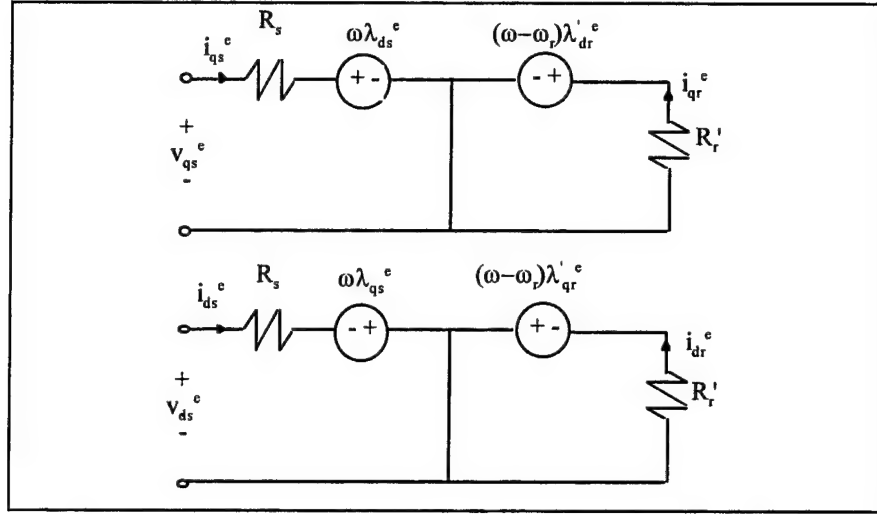 i_qs^e R_s ωλ_ds^e (ω-ω_r)λ'_dr^e
+ - - +
i_qr^e
+
v_qs^e R_r'
-
i_ds^e R_s ωλ_qs^e (ω-ω_r)λ'_qr^e
- + + -
i_dr^e
+
v_ds^e R_r'
-